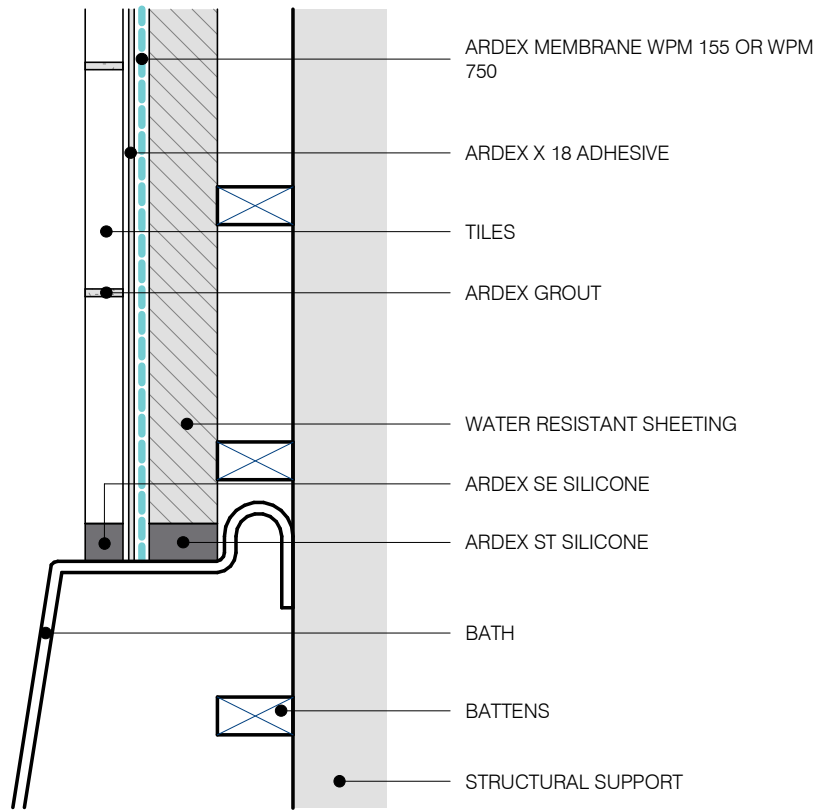 ARDEX MEMBRANE WPM 155 OR WPM
750
ARDEX X 18 ADHESIVE
TILES
ARDEX GROUT
WATER RESISTANT SHEETING
ARDEX SE SILICONE
ARDEX ST SILICONE
BATH
BATTENS
STRUCTURAL SUPPORT